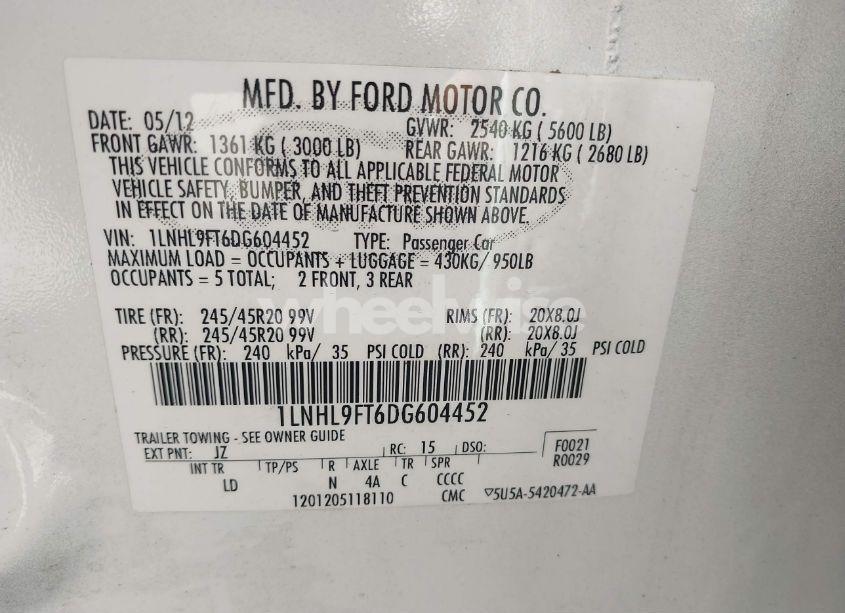 MFD. BY FORD MOTOR CO.
DATE: 05/12 GVWR: 2540 KG ( 5600 LB)
FRONT GAWR: 1361 KG ( 3000 LB) REAR GAWR: 1216 KG ( 2680 LB)
THIS VEHICLE CONFORMS TO ALL APPLICABLE FEDERAL MOTOR
VEHICLE SAFETY, BUMPER, AND THEFT PREVENTION STANDARDS
IN EFFECT ON THE DATE OF MANUFACTURE SHOWN ABOVE.
VIN: 1LNHL9FT6DG604452 TYPE: Passenger Car
MAXIMUM LOAD = OCCUPANTS + LUGGAGE = 430KG/ 950LB
OCCUPANTS = 5 TOTAL; 2 FRONT, 3 REAR
wheelwise
TIRE (FR): 245/45R20 99V RIMS (FR): 20X8.0J
(RR): 245/45R20 99V (RR): 20X8.0J
PRESSURE (FR): 240 kPa/ 35 PSI COLD (RR): 240 kPa/ 35 PSI COLD
1LNHL9FT6DG604452
TRAILER TOWING - SEE OWNER GUIDE
EXT PNT: JZ RC: 15 DSO: F0021
R0029
INT TR TP/PS R AXLE TR SPR
LD N 4A C CCCC
1201205118110 CMC ▽5U5A-5420472-AA